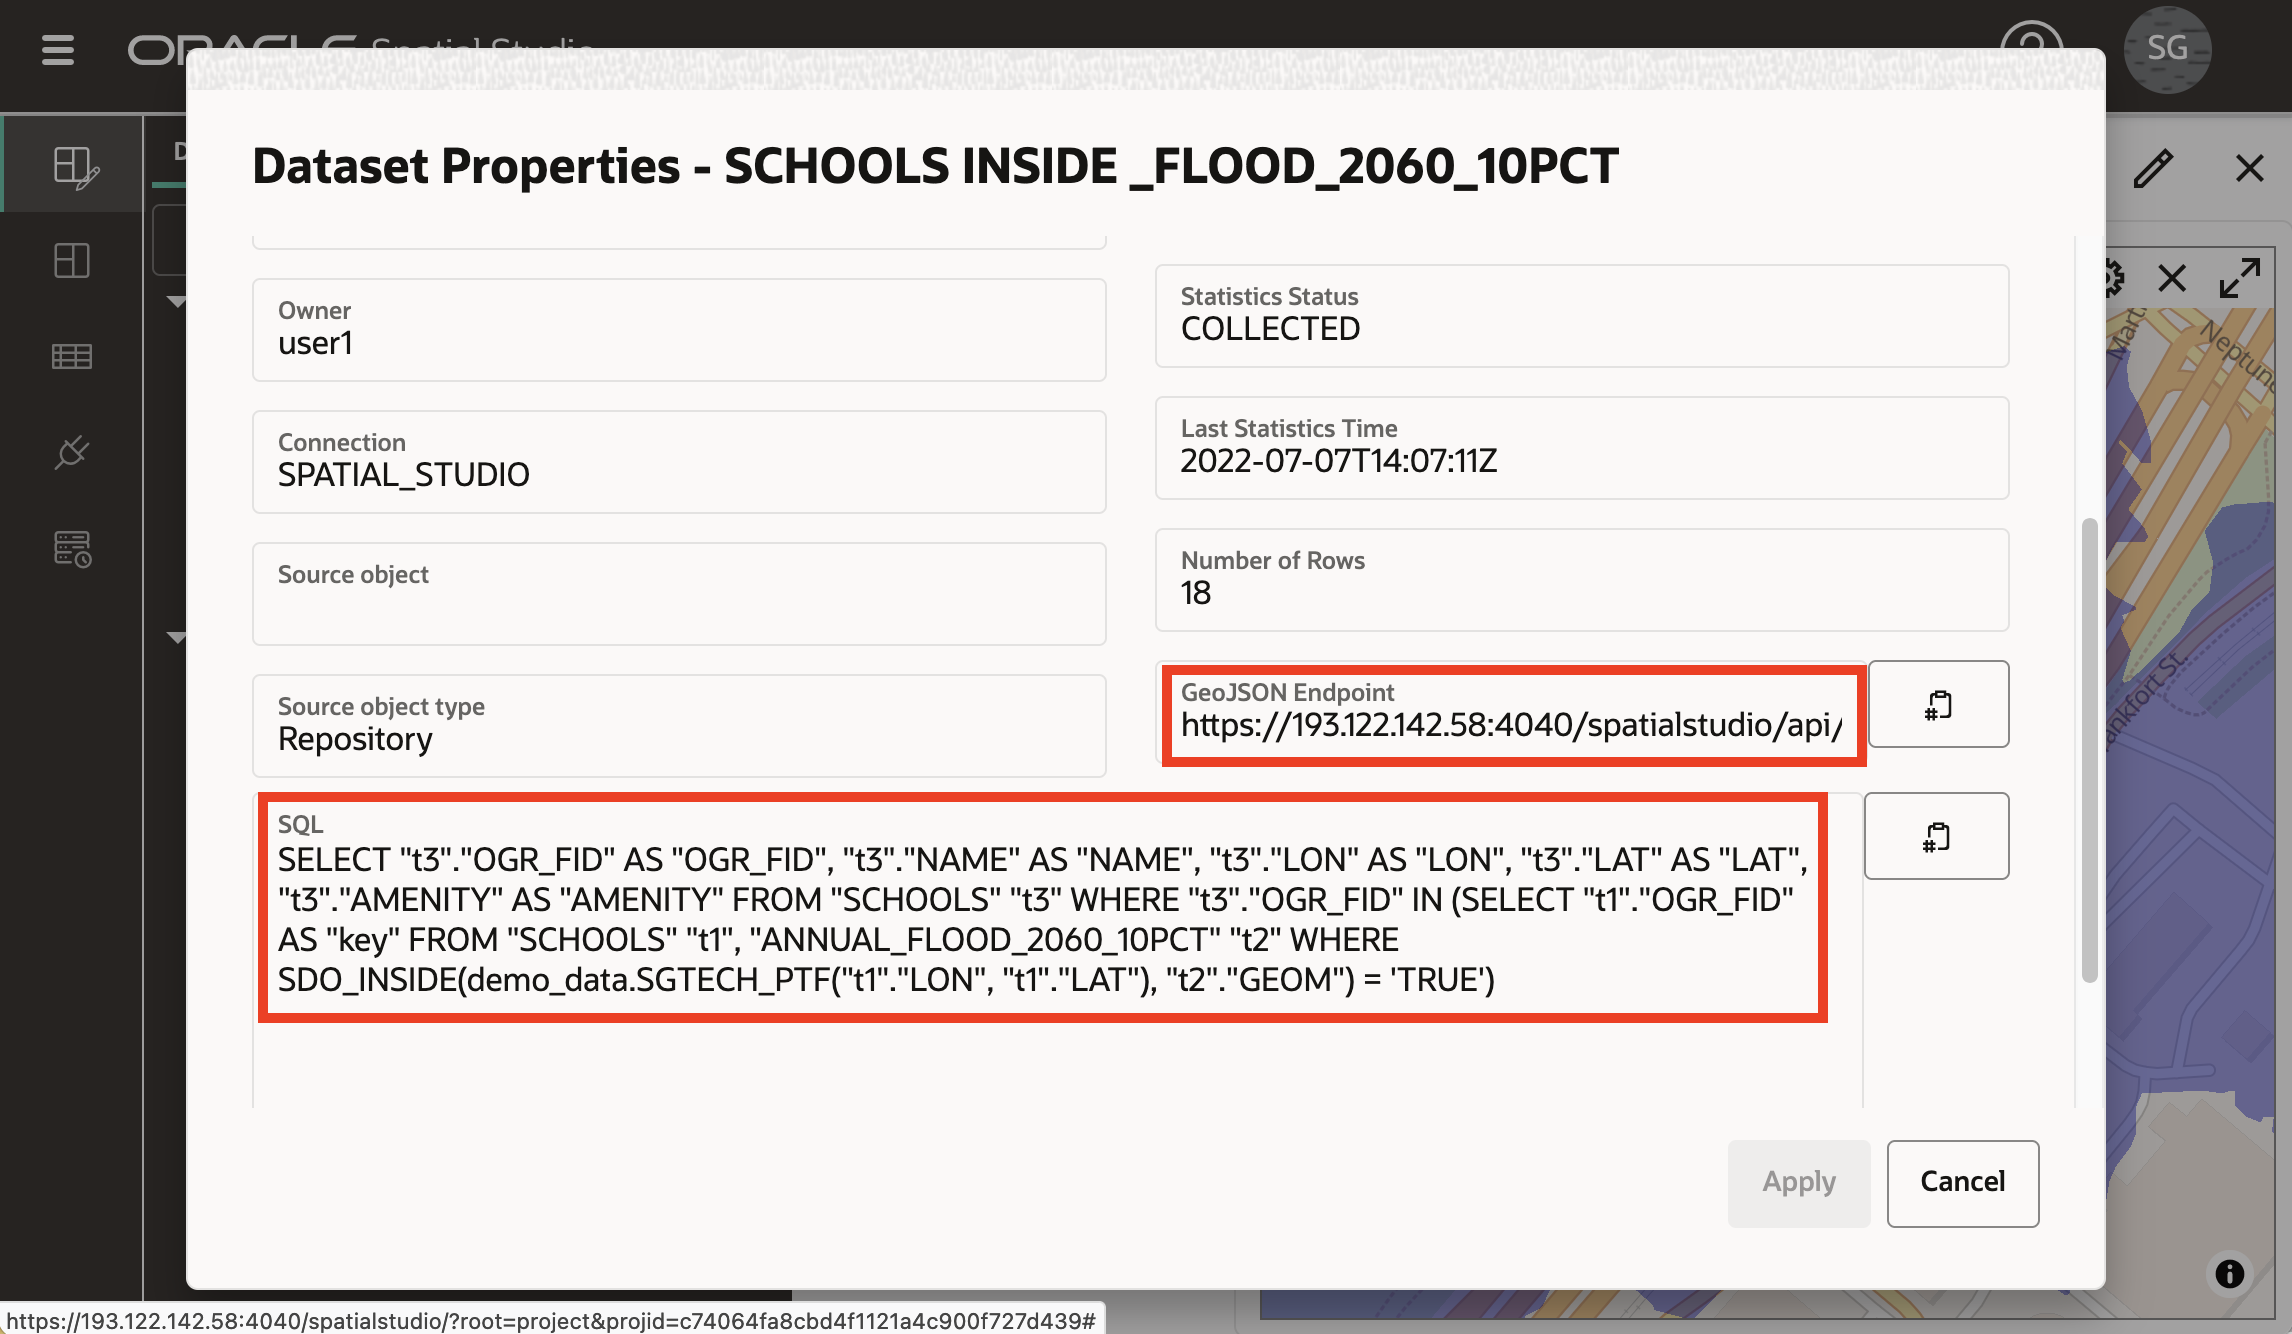 ORACLE Spatial Studio
SG
Dataset Properties - SCHOOLS INSIDE _FLOOD_2060_10PCT
Owner
user1
Statistics Status
COLLECTED
Connection
SPATIAL_STUDIO
Last Statistics Time
2022-07-07T14:07:11Z
Source object
Number of Rows
18
Source object type
Repository
GeoJSON Endpoint
https://193.122.142.58:4040/spatialstudio/api/
SQL
SELECT "t3"."OGR_FID" AS "OGR_FID", "t3"."NAME" AS "NAME", "t3"."LON" AS "LON", "t3"."LAT" AS "LAT",
"t3"."AMENITY" AS "AMENITY" FROM "SCHOOLS" "t3" WHERE "t3"."OGR_FID" IN (SELECT "t1"."OGR_FID"
AS "key" FROM "SCHOOLS" "t1", "ANNUAL_FLOOD_2060_10PCT" "t2" WHERE
SDO_INSIDE(demo_data.SGTECH_PTF("t1"."LON", "t1"."LAT"), "t2"."GEOM") = 'TRUE')
Apply
Cancel
https://193.122.142.58:4040/spatialstudio/?root=project&projid=c74064fa8cbd4f1121a4c900f727d439#